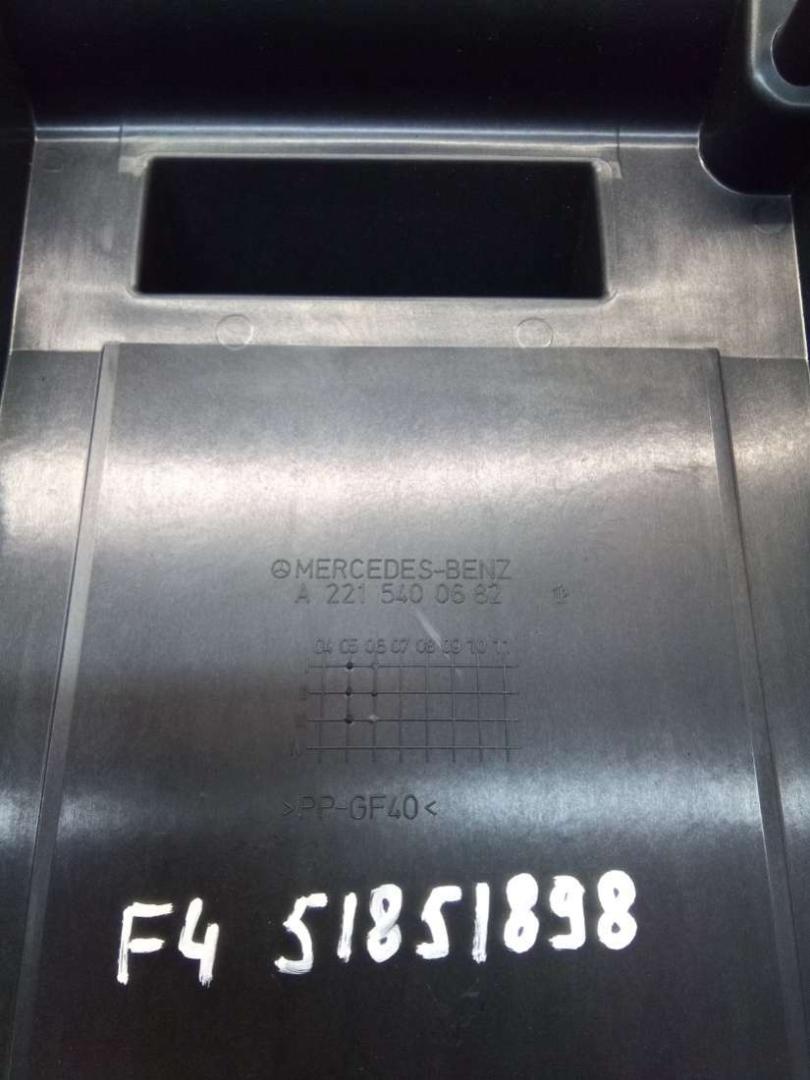 MERCEDES-BENZ
A 221 540 06 82
04 05 06 07 08 09 10 11
>PP-GF40<
F4 51851898